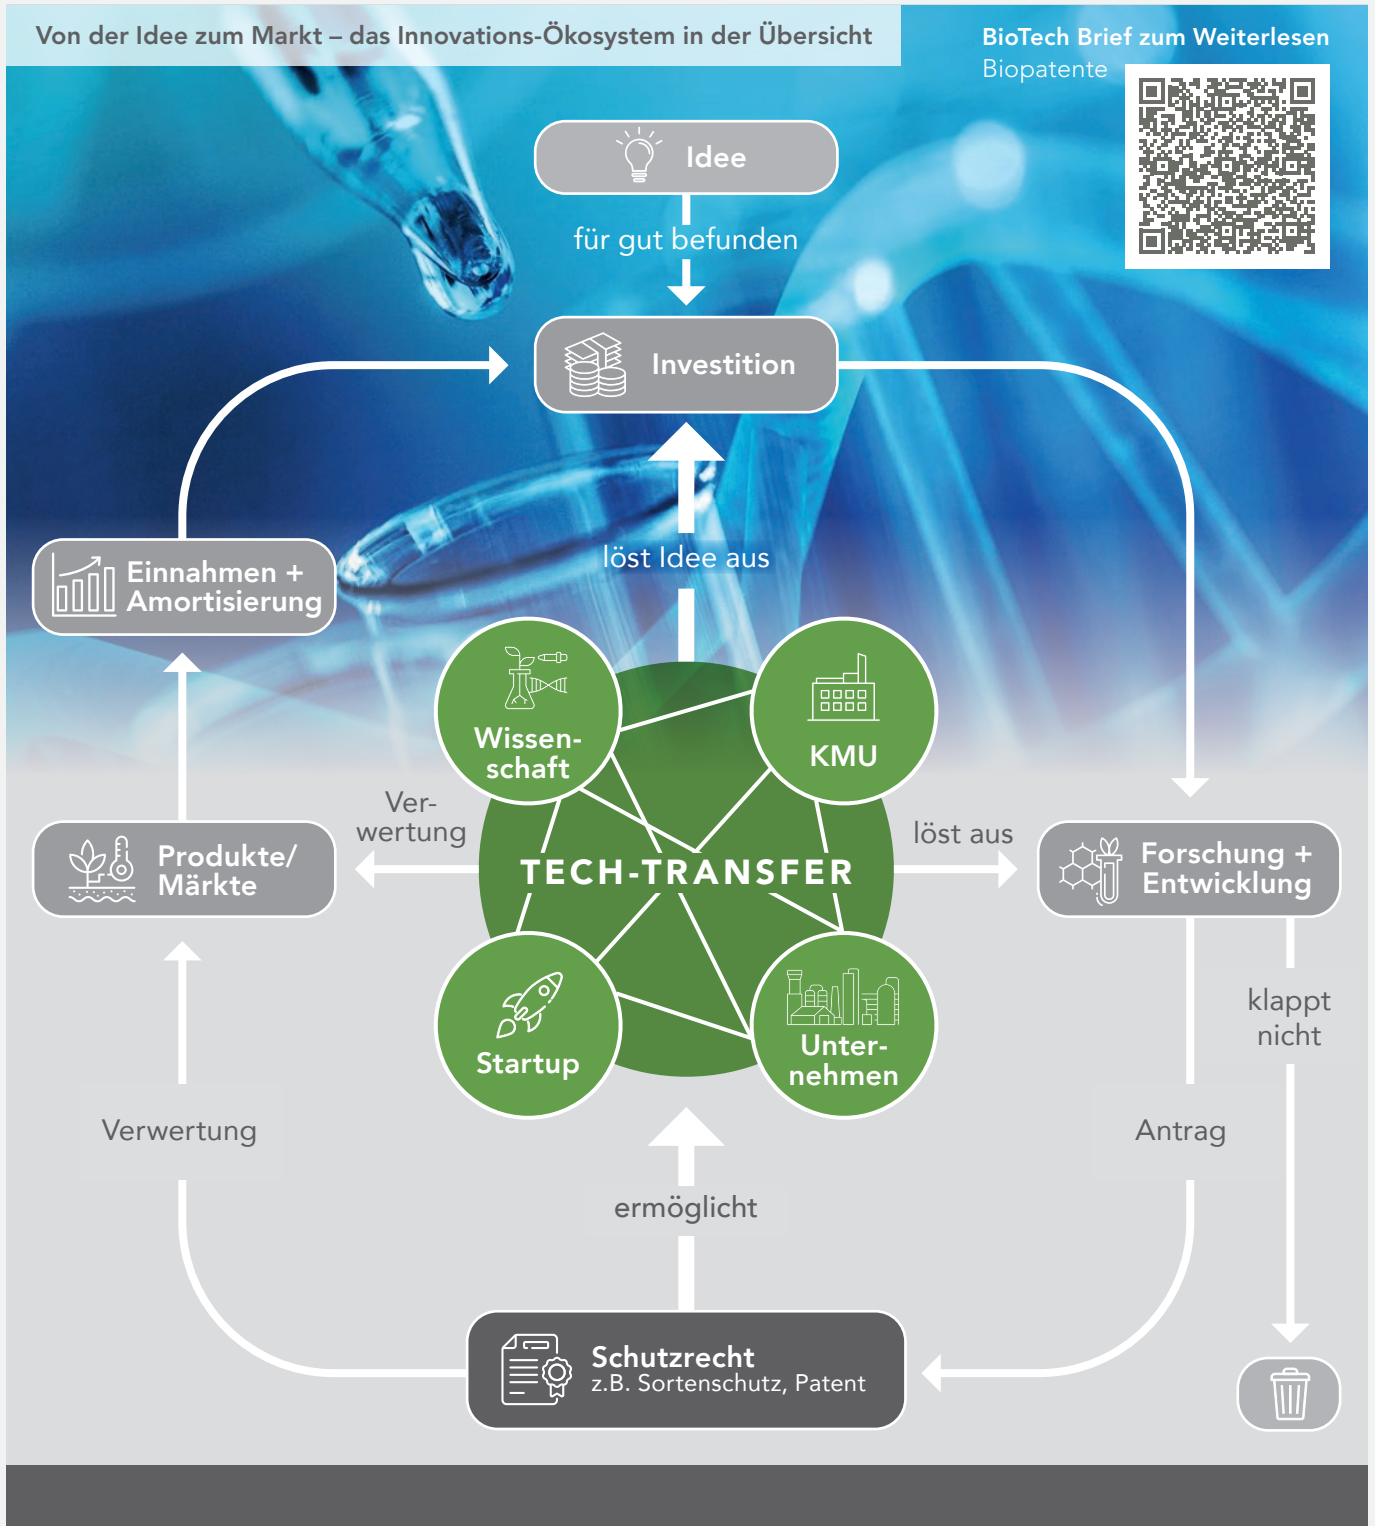 Von der Idee zum Markt – das Innovations-Ökosystem in der Übersicht
BioTech Brief zum Weiterlesen
Biopatente
Idee
für gut befunden
Investition
löst Idee aus
Einnahmen +
Amortisierung
Wissen-
schaft
KMU
Ver-
wertung
Produkte/
Märkte
TECH-TRANSFER
löst aus
Forschung +
Entwicklung
Startup
Unter-
nehmen
klappt
nicht
Verwertung
Antrag
ermöglicht
Schutzrecht
z.B. Sortenschutz, Patent